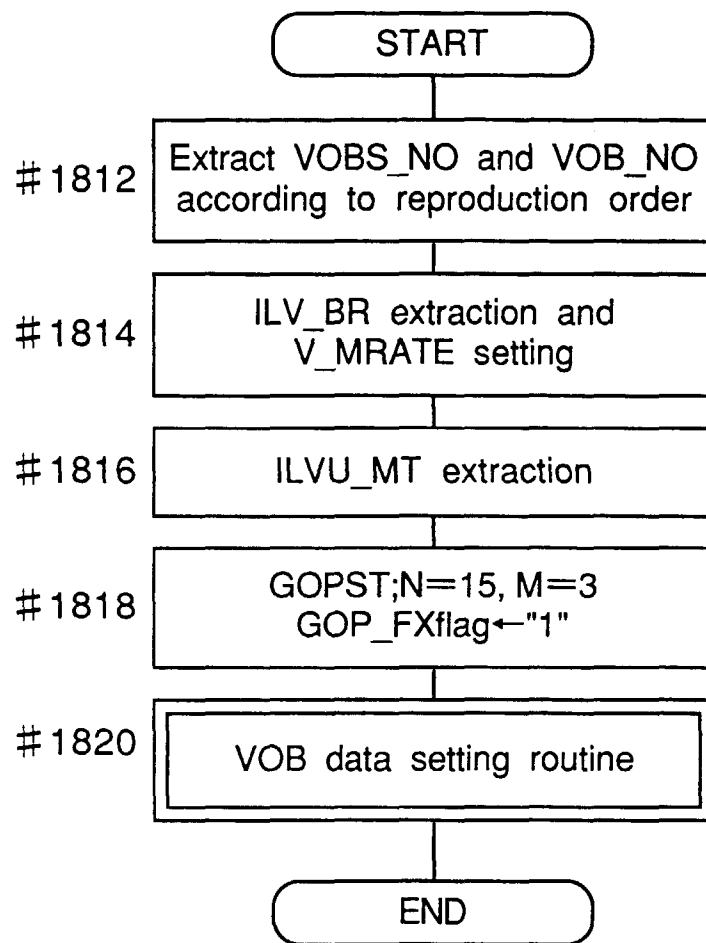 START
#1812
Extract VOBS_NO and VOB_NO
according to reproduction order
#1814
ILV_BR extraction and
V_MRATE setting
#1816
ILVU_MT extraction
#1818
GOPST;N=15, M=3
GOP_FXflag←"1"
#1820
VOB data setting routine
END